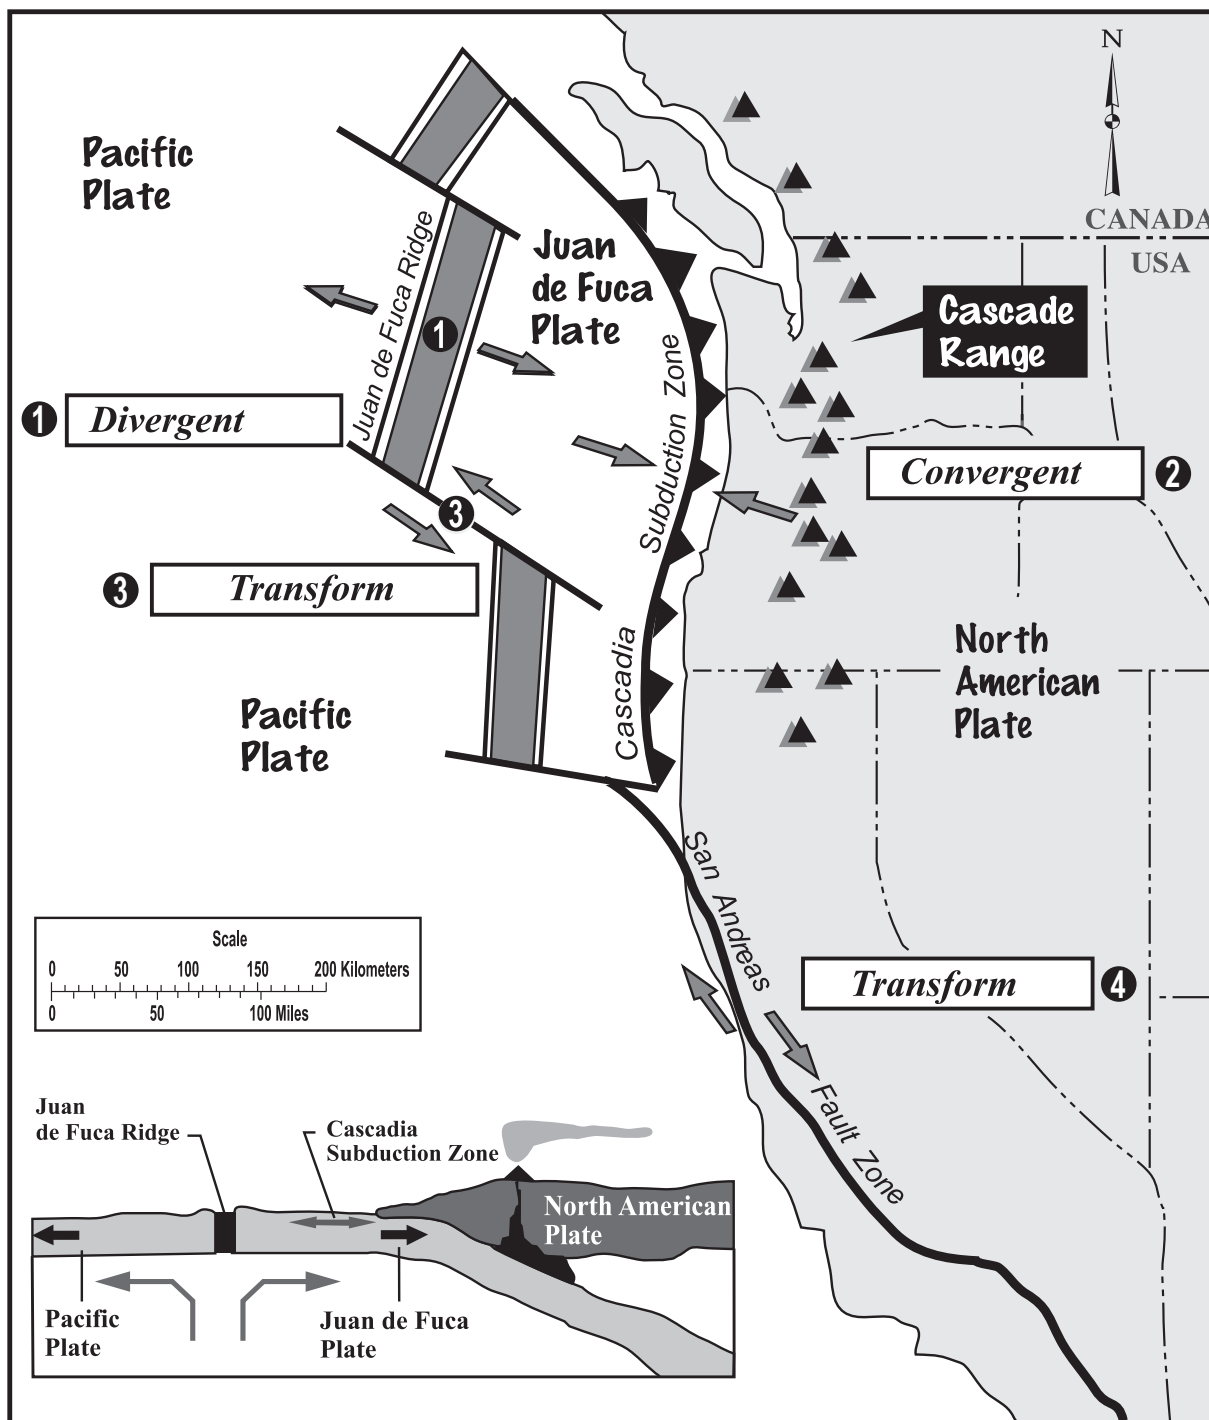 N
CANADA
USA
Pacific
Plate
Juan de Fuca Ridge
Juan
de Fuca
Plate
1
Cascade
Range
1
Divergent
Subduction Zone
Cascadia
Convergent
2
3
3
Transform
North
American
Plate
Pacific
Plate
San Andreas
Fault Zone
Transform
4
Scale
0 50 100 150 200 Kilometers
0 50 100 Miles
Juan
de Fuca Ridge
Cascadia
Subduction Zone
North American
Plate
Pacific
Plate
Juan de Fuca
Plate